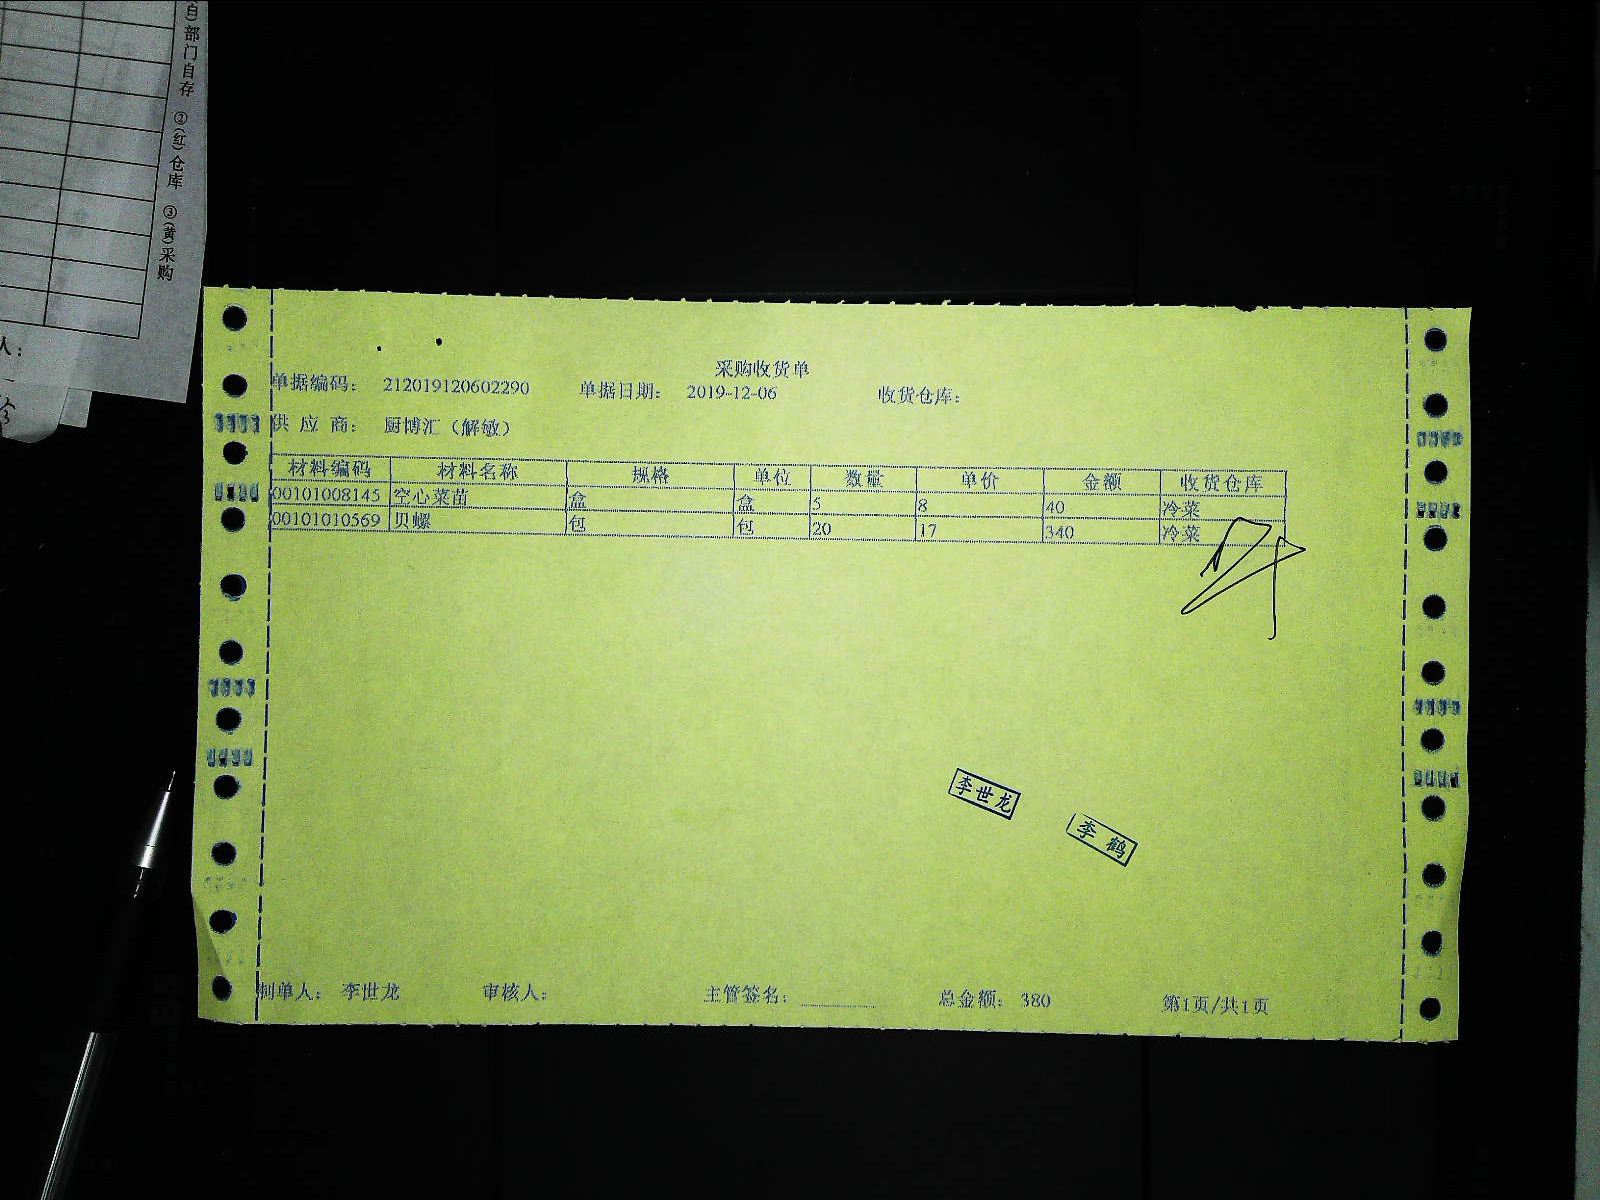 自)部门自存 ②(红)仓库 ③(黄)采购
人:
采购收货单
单据编码: 212019120602290 单据日期: 2019-12-06 收货仓库:
供 应 商: 厨博汇(解敏)
材料编码 材料名称 规格 单位 数量 单价 金额 收货仓库
00101008145 空心菜苗 盒 盒 5 8 40 冷菜
00101010569 贝螺 包 包 20 17 340 冷菜
李世龙
李 鹤
制单人: 李世龙 审核人: 主管签名: 总金额: 380 第1页/共1页